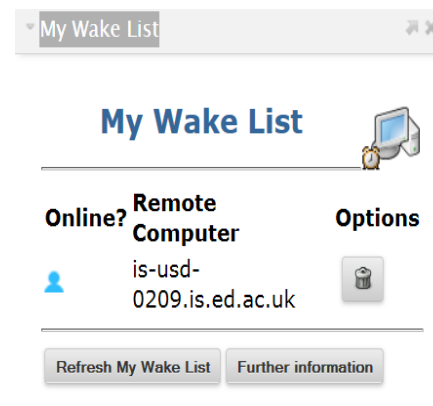 My Wake List
My Wake List
Online? Remote Computer Options
is-usd-
0209.is.ed.ac.uk
Refresh My Wake List Further information